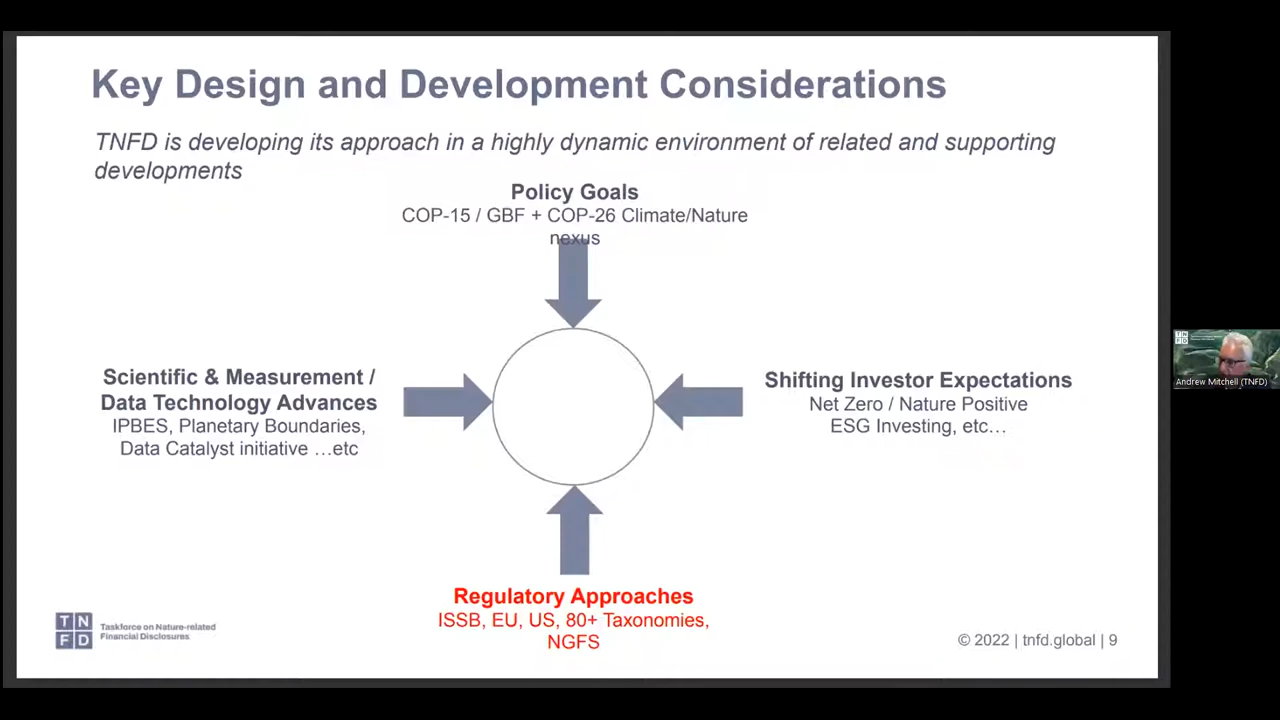 Key Design and Development Considerations
TNFD is developing its approach in a highly dynamic environment of related and supporting
developments
Policy Goals
COP-15 / GBF + COP-26 Climate/Nature
nexus
Scientific & Measurement /
Data Technology Advances
IPBES, Planetary Boundaries,
Data Catalyst initiative …etc
Shifting Investor Expectations
Net Zero / Nature Positive
ESG Investing, etc…
Regulatory Approaches
ISSB, EU, US, 80+ Taxonomies,
NGFS
T N
F D
Taskforce on Nature-related
Financial Disclosures
© 2022 | tnfd.global | 9
T N
F D
Andrew Mitchell (TNFD)